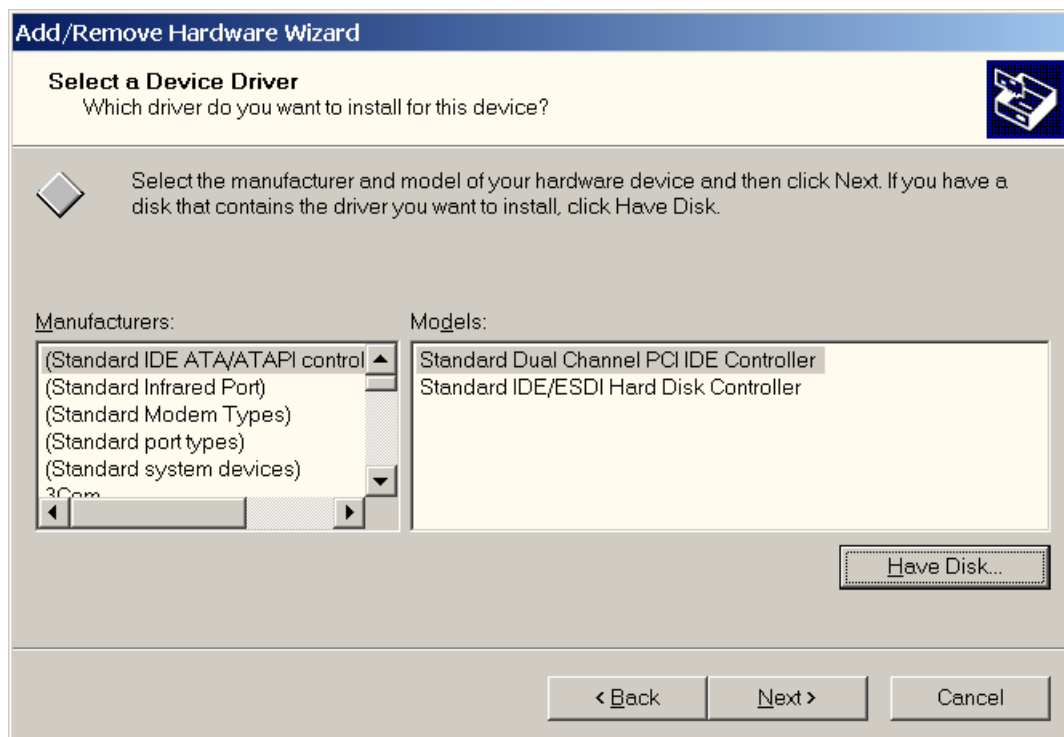 Add/Remove Hardware Wizard
Select a Device Driver
Which driver do you want to install for this device?
Select the manufacturer and model of your hardware device and then click Next. If you have a
disk that contains the driver you want to install, click Have Disk.
Manufacturers:
(Standard IDE ATA/ATAPI control
(Standard Infrared Port)
(Standard Modem Types)
(Standard port types)
(Standard system devices)
3Com
Models:
Standard Dual Channel PCI IDE Controller
Standard IDE/ESDI Hard Disk Controller
Have Disk...
< Back
Next >
Cancel